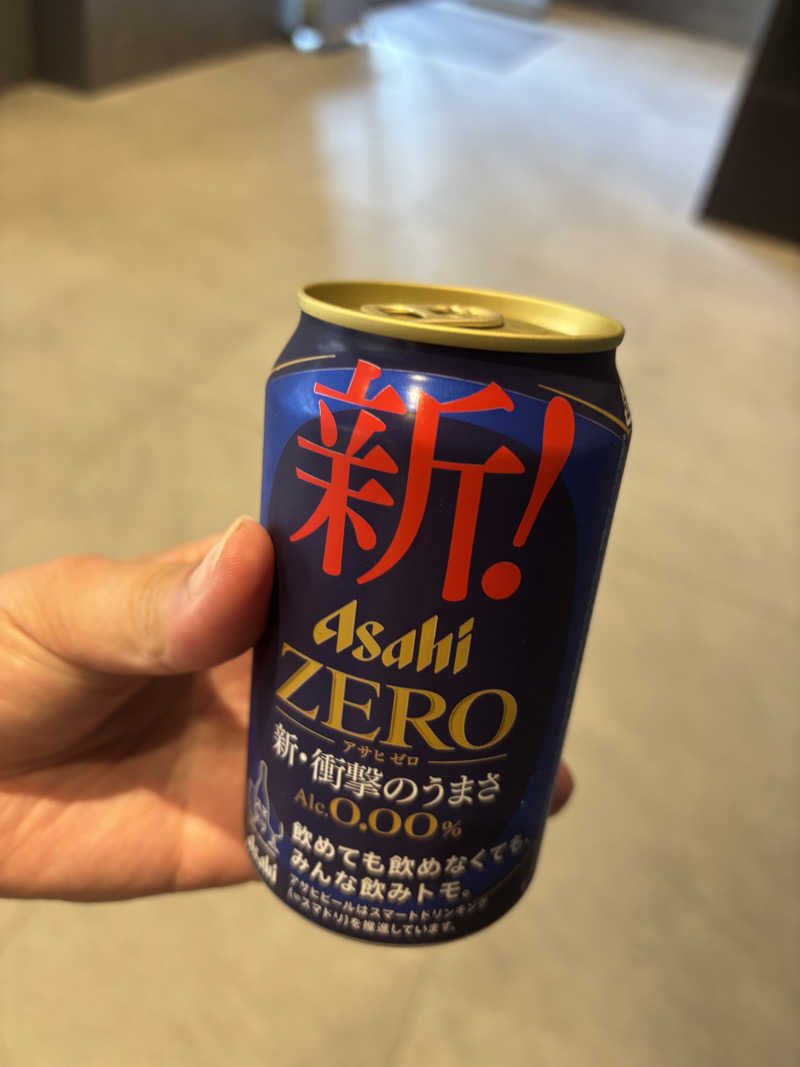 新!
Asahi
ZERO
アサヒ ゼロ
新・衝撃のうまさ
Alc.0.00%
飲めても飲めなくても、
みんな飲みトモ。
アサヒビールはスマートドリンキング
(=スマドリ)を推進しています。
Asahi